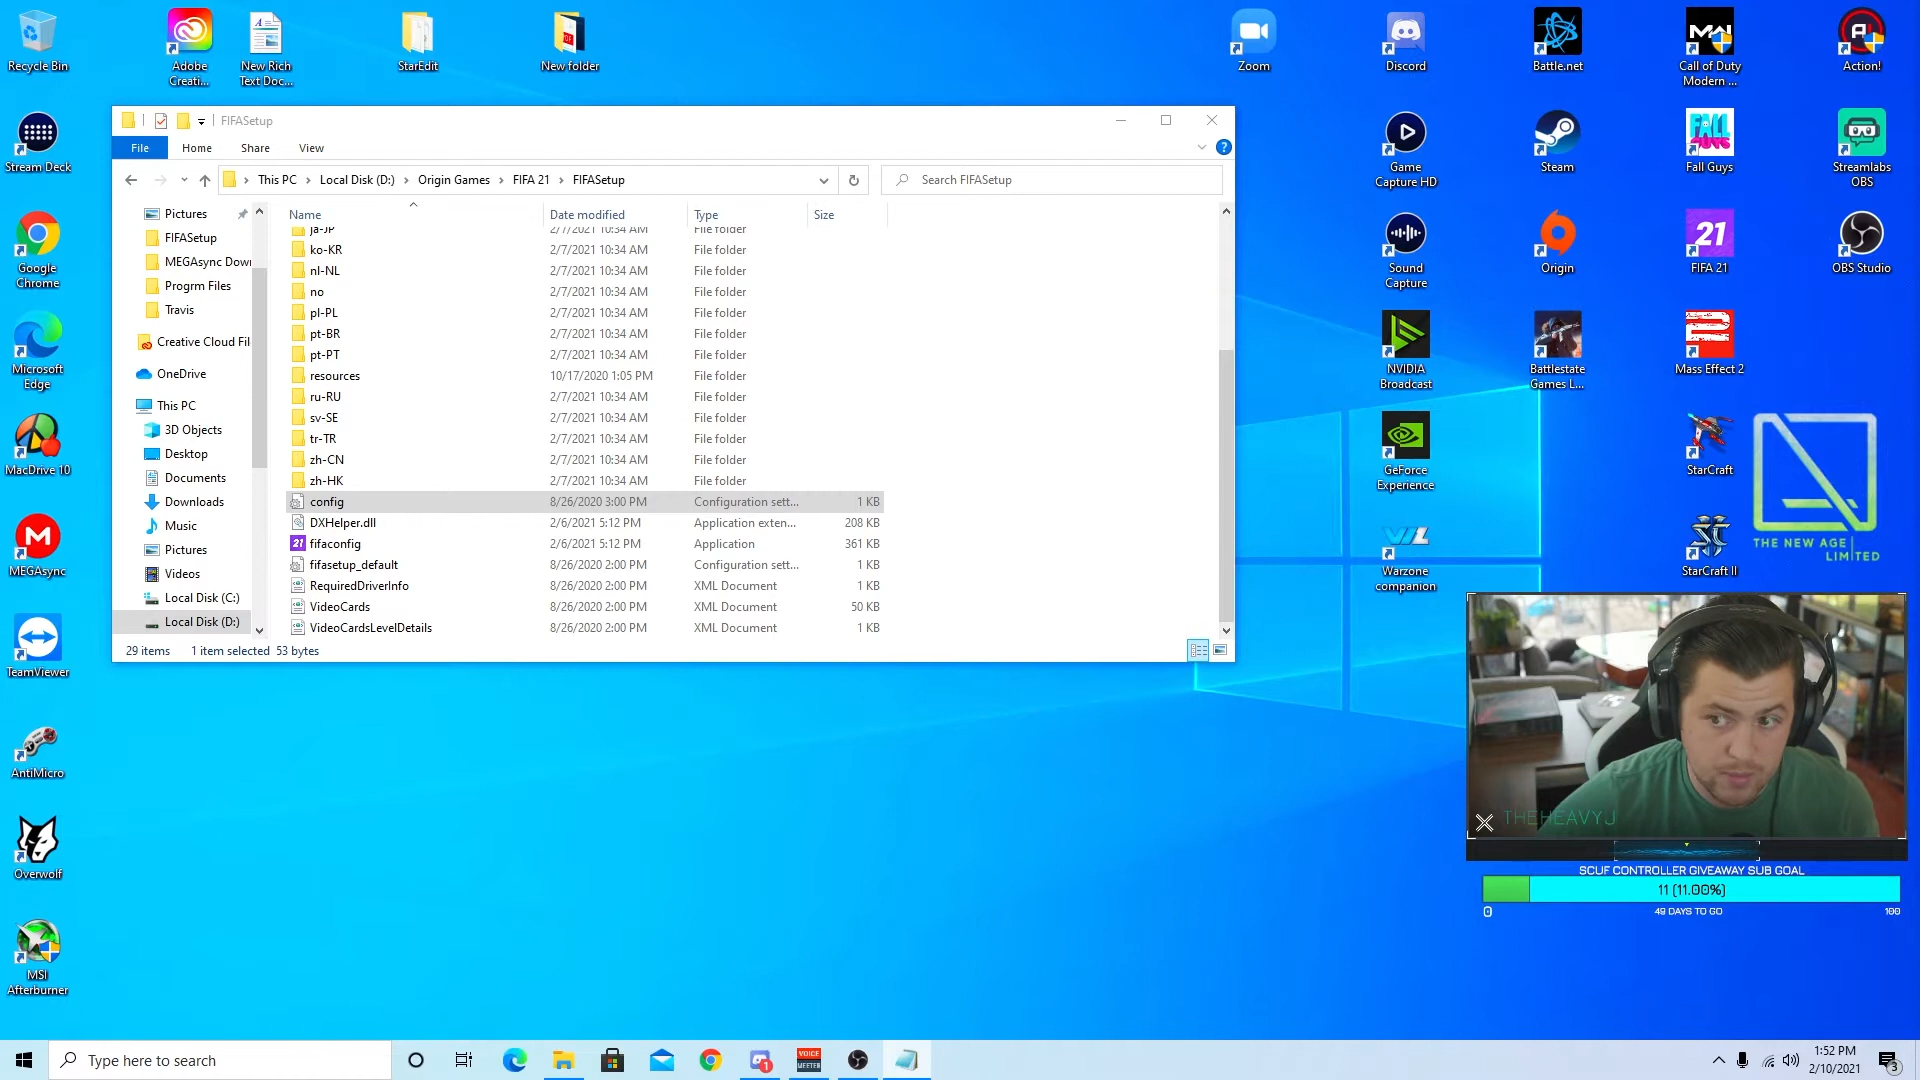 Recycle Bin
Adobe
Creati...
New Rich
Text Doc...
StarEdit
New folder
Zoom
Discord
Battle.net
Call of Duty
Modern ...
Action!
Stream Deck
Game
Capture HD
Steam
Fall Guys
Streamlabs
OBS
Google
Chrome
Sound
Capture
Origin
FIFA 21
OBS Studio
Microsoft
Edge
NVIDIA
Broadcast
Battlestate
Games L...
Mass Effect 2
MacDrive 10
GeForce
Experience
StarCraft
MEGAsync
Warzone
companion
StarCraft II
THE NEW AGE
LIMITED
TeamViewer
AntiMicro
Overwolf
MSI
Afterburner
FIFASetup
File Home Share View
This PC Local Disk (D:) Origin Games FIFA 21 FIFASetup
Search FIFASetup
Pictures
FIFASetup
MEGAsync Dow
Progrm Files
Travis
Creative Cloud Fil
OneDrive
This PC
3D Objects
Desktop
Documents
Downloads
Music
Pictures
Videos
Local Disk (C:)
Local Disk (D:)
Name Date modified Type Size
ja-JP 2/7/2021 10:34 AM File folder
ko-KR 2/7/2021 10:34 AM File folder
nl-NL 2/7/2021 10:34 AM File folder
no 2/7/2021 10:34 AM File folder
pl-PL 2/7/2021 10:34 AM File folder
pt-BR 2/7/2021 10:34 AM File folder
pt-PT 2/7/2021 10:34 AM File folder
resources 10/17/2020 1:05 PM File folder
ru-RU 2/7/2021 10:34 AM File folder
sv-SE 2/7/2021 10:34 AM File folder
tr-TR 2/7/2021 10:34 AM File folder
zh-CN 2/7/2021 10:34 AM File folder
zh-HK 2/7/2021 10:34 AM File folder
config 8/26/2020 3:00 PM Configuration sett... 1 KB
DXHelper.dll 2/6/2021 5:12 PM Application exten... 208 KB
fifaconfig 2/6/2021 5:12 PM Application 361 KB
fifasetup_default 8/26/2020 2:00 PM Configuration sett... 1 KB
RequiredDriverInfo 8/26/2020 2:00 PM XML Document 1 KB
VideoCards 8/26/2020 2:00 PM XML Document 50 KB
VideoCardsLevelDetails 8/26/2020 2:00 PM XML Document 1 KB
29 items 1 item selected 53 bytes
THEHEAVYJ
SCUF CONTROLLER GIVEAWAY SUB GOAL
11 (11.00%)
0 49 DAYS TO GO 100
Type here to search
1
VOICE
MEETER
1:52 PM
2/10/2021
3